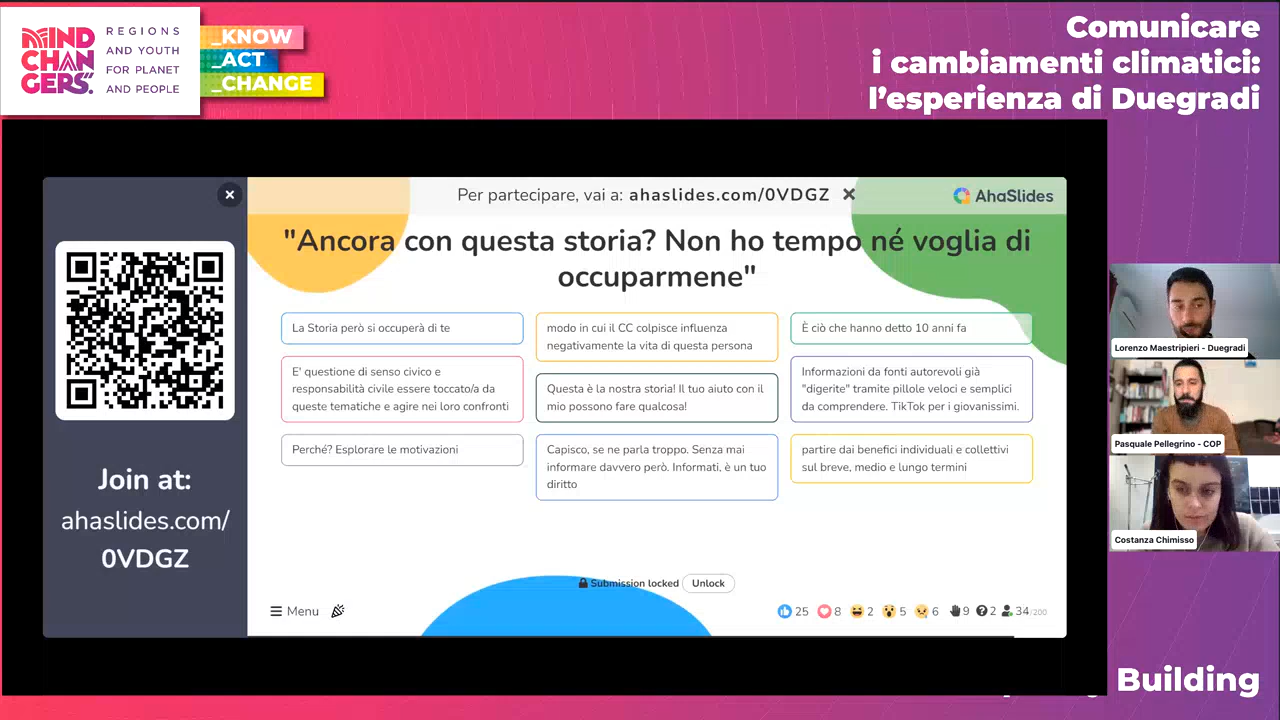 MIND
CHAN
GERS
REGIONS
AND YOUTH
FOR PLANET
AND PEOPLE
_KNOW
_ACT
_CHANGE
Comunicare
i cambiamenti climatici:
l'esperienza di Duegradi
Per partecipare, vai a: ahaslides.com/0VDGZ
AhaSlides
"Ancora con questa storia? Non ho tempo né voglia di
occuparmene"
La Storia però si occuperà di te
E' questione di senso civico e
responsabilità civile essere toccato/a da
queste tematiche e agire nei loro confronti
Perché? Esplorare le motivazioni
modo in cui il CC colpisce influenza
negativamente la vita di questa persona
Questa è la nostra storia! Il tuo aiuto con il
mio possono fare qualcosa!
Capisco, se ne parla troppo. Senza mai
informare davvero però. Informati, è un tuo
diritto
È ciò che hanno detto 10 anni fa
Informazioni da fonti autorevoli già
"digerite" tramite pillole veloci e semplici
da comprendere. TikTok per i giovanissimi.
partire dai benefici individuali e collettivi
sul breve, medio e lungo termini
Join at:
ahaslides.com/
0VDGZ
Submission locked Unlock
Menu
25 8 2 5 6 9 2 34/200
Lorenzo Maestripieri - Duegradi
Pasquale Pellegrino - COP
Costanza Chimisso
Building